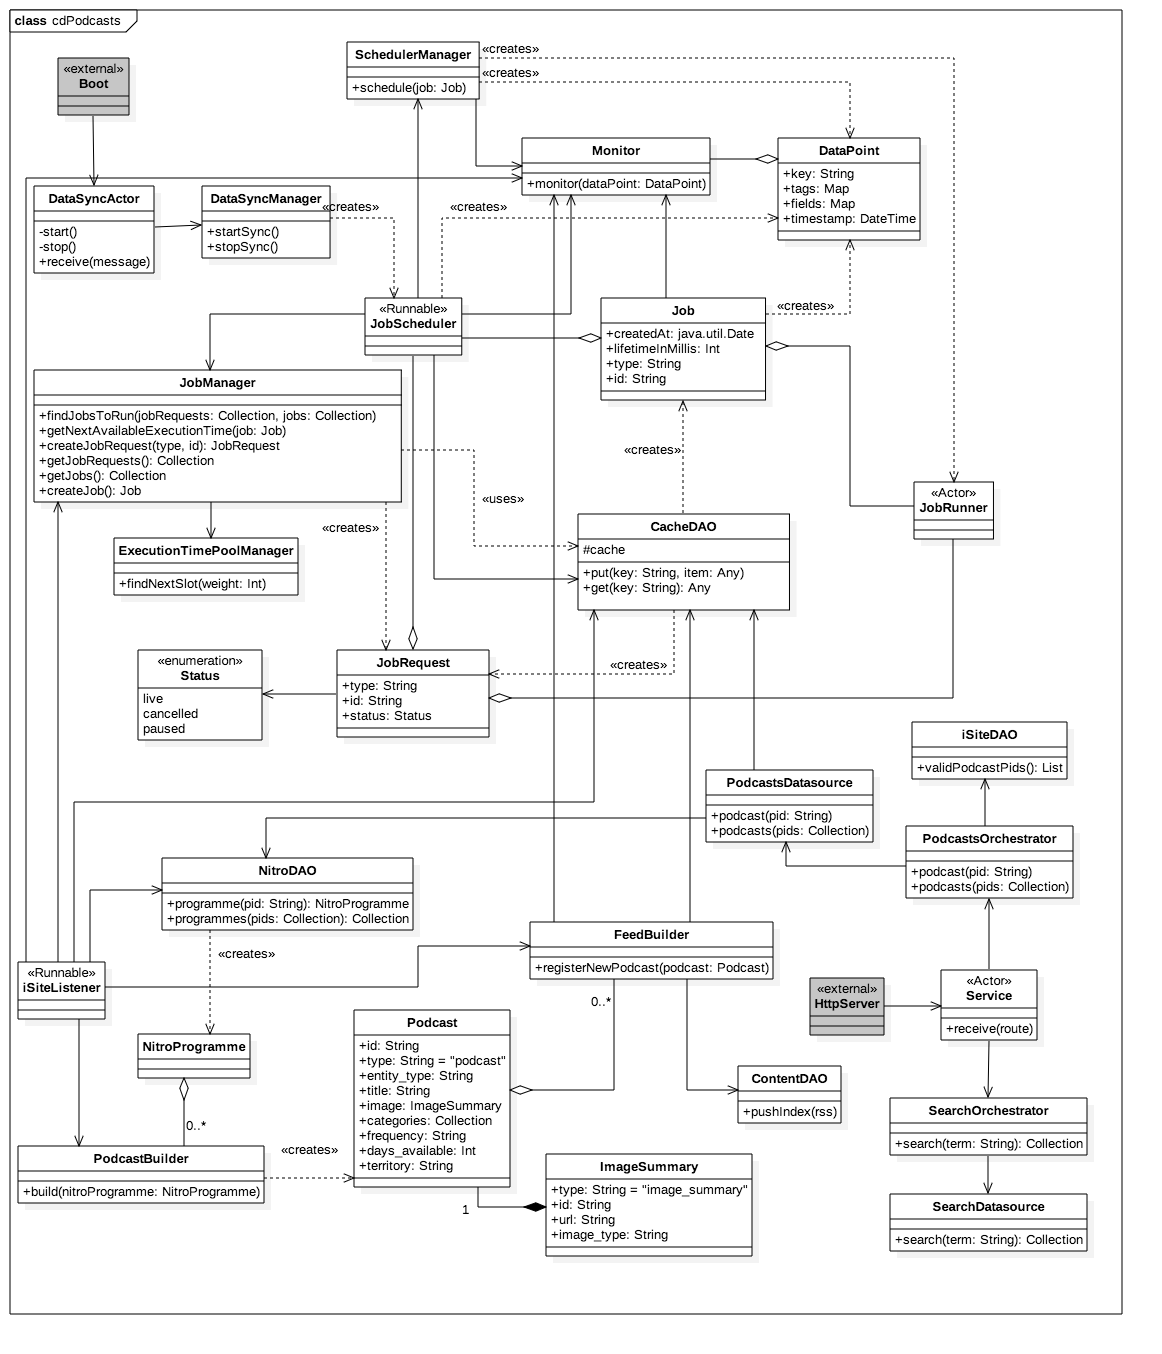 class cdPodcasts
«external»
Boot
SchedulerManager
+schedule(job: Job)
«creates»
«creates»
Monitor
+monitor(dataPoint: DataPoint)
DataPoint
+key: String
+tags: Map
+fields: Map
+timestamp: DateTime
DataSyncActor
-start()
-stop()
+receive(message)
DataSyncManager
+startSync()
+stopSync()
«creates»
«creates»
«Runnable»
JobScheduler
Job
+createdAt: java.util.Date
+lifetimeInMillis: Int
+type: String
+id: String
«creates»
JobManager
+findJobsToRun(jobRequests: Collection, jobs: Collection)
+getNextAvailableExecutionTime(job: Job)
+createJobRequest(type, id): JobRequest
+getJobRequests(): Collection
+getJobs(): Collection
+createJob(): Job
«creates»
«uses»
«creates»
«Actor»
JobRunner
ExecutionTimePoolManager
+findNextSlot(weight: Int)
CacheDAO
#cache
+put(key: String, item: Any)
+get(key: String): Any
«enumeration»
Status
live
cancelled
paused
JobRequest
+type: String
+id: String
+status: Status
«creates»
iSiteDAO
+validPodcastPids(): List
PodcastsDatasource
+podcast(pid: String)
+podcasts(pids: Collection)
PodcastsOrchestrator
+podcast(pid: String)
+podcasts(pids: Collection)
NitroDAO
+programme(pid: String): NitroProgramme
+programmes(pids: Collection): Collection
«creates»
FeedBuilder
+registerNewPodcast(podcast: Podcast)
«Runnable»
iSiteListener
«external»
HttpServer
«Actor»
Service
+receive(route)
0..*
NitroProgramme
Podcast
+id: String
+type: String = "podcast"
+entity_type: String
+title: String
+image: ImageSummary
+categories: Collection
+frequency: String
+days_available: Int
+territory: String
ContentDAO
+pushIndex(rss)
SearchOrchestrator
+search(term: String): Collection
0..*
PodcastBuilder
+build(nitroProgramme: NitroProgramme)
«creates»
ImageSummary
+type: String = "image_summary"
+id: String
+url: String
+image_type: String
1
SearchDatasource
+search(term: String): Collection